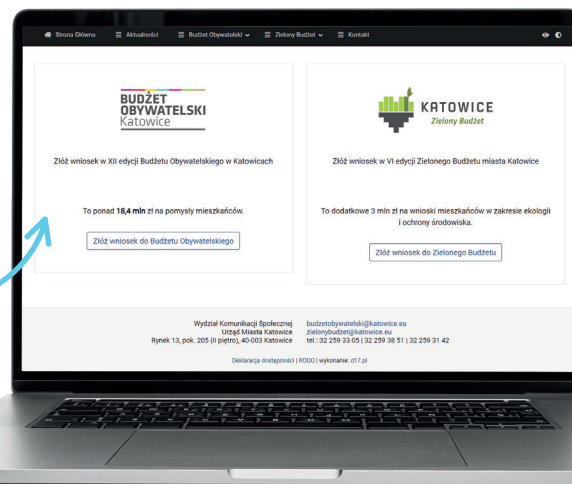 Strona Główna Aktualności Budżet Obywatelski Zielony Budżet Kontakt
BUDŻET
OBYWATELSKI
Katowice
Złóż wniosek w XII edycji Budżetu Obywatelskiego w Katowicach
To ponad 18,4 mln zł na pomysły mieszkańców.
Złóż wniosek do Budżetu Obywatelskiego
KATOWICE
Zielony Budżet
Złóż wniosek w VI edycji Zielonego Budżetu miasta Katowice
To dodatkowe 3 mln zł na wnioski mieszkańców w zakresie ekologii
i ochrony środowiska.
Złóż wniosek do Zielonego Budżetu
Wydział Komunikacji Społecznej
Urząd Miasta Katowice
Rynek 13, pok. 205 (II piętro), 40-003 Katowice
budzetobywatelski@katowice.eu
zielonybudzet@katowice.eu
tel.: 32 259 33 05 | 32 259 38 51 | 32 259 31 42
Deklaracja dostępności | RODO | wykonanie: d17.pl